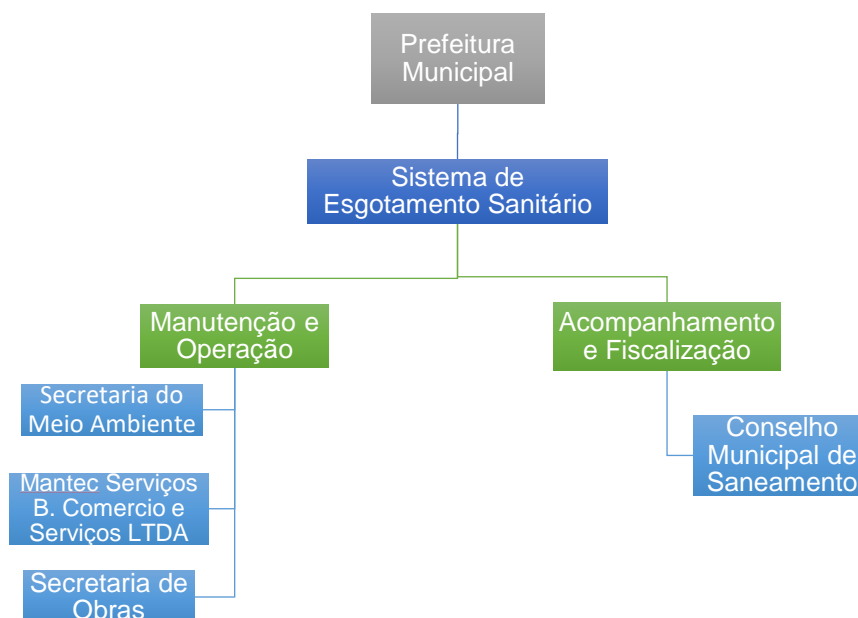 Prefeitura
Municipal
Sistema de
Esgotamento Sanitário
Manutenção e
Operação
Secretaria do
Meio Ambiente
Mantec Serviços
B. Comercio e
Serviços LTDA
Secretaria de
Obras
Acompanhamento
e Fiscalização
Conselho
Municipal de
Saneamento